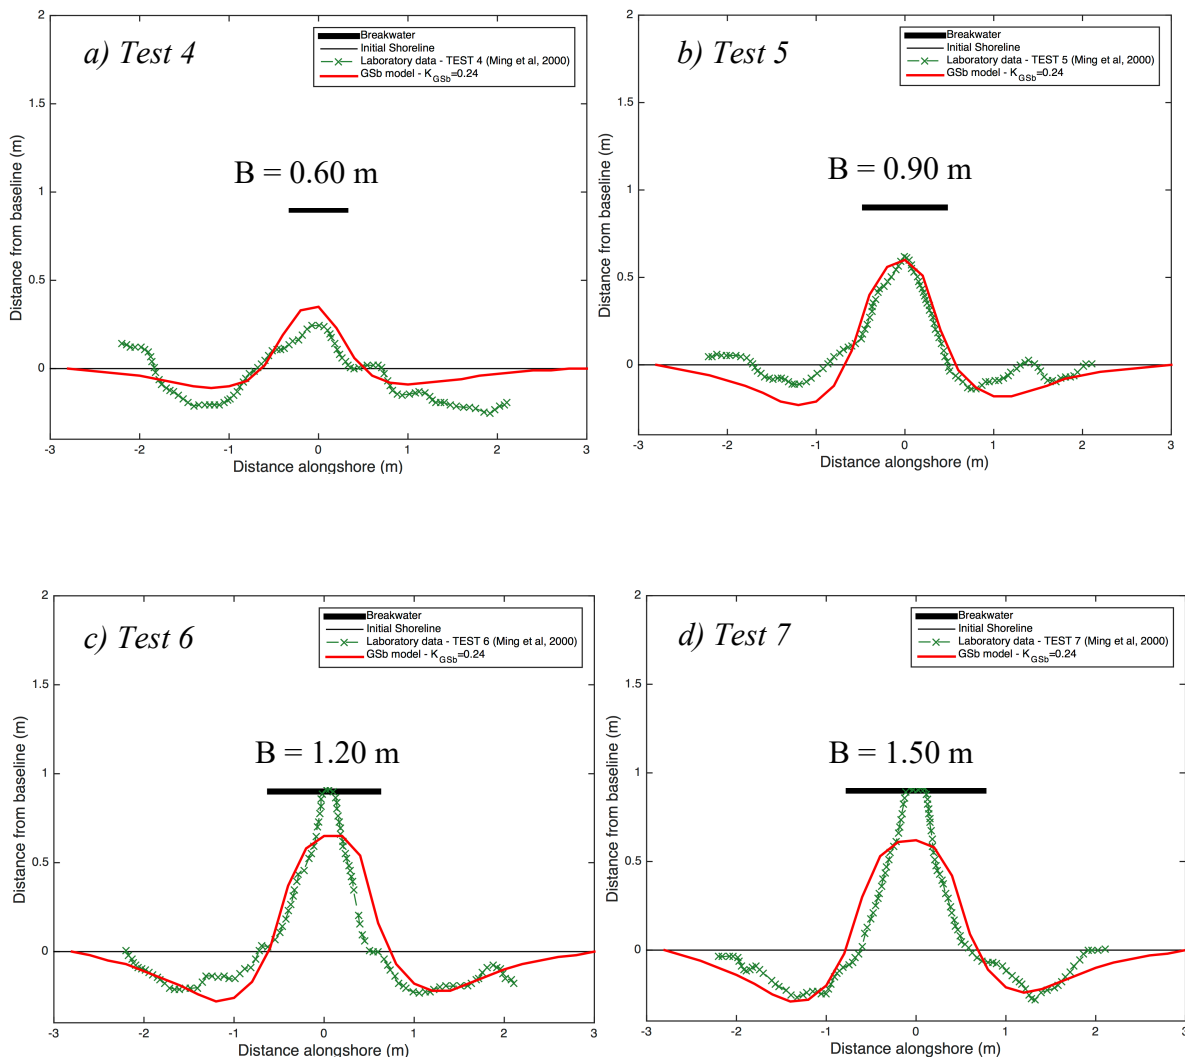 a) Test 4
Breakwater
Initial Shoreline
Laboratory data - TEST 4 (Ming et al, 2000)
GSb model - K_GSb=0.24
B = 0.60 m
Distance from baseline (m)
2
1.5
1
0.5
0
-3 -2 -1 0 1 2 3
Distance alongshore (m)
b) Test 5
Breakwater
Initial Shoreline
Laboratory data - TEST 5 (Ming et al, 2000)
GSb model - K_GSb=0.24
B = 0.90 m
Distance from baseline (m)
2
1.5
1
0.5
0
-3 -2 -1 0 1 2 3
Distance alongshore (m)
c) Test 6
Breakwater
Initial Shoreline
Laboratory data - TEST 6 (Ming et al, 2000)
GSb model - K_GSb=0.24
B = 1.20 m
Distance from baseline (m)
2
1.5
1
0.5
0
-3 -2 -1 0 1 2 3
Distance alongshore (m)
d) Test 7
Breakwater
Initial Shoreline
Laboratory data - TEST 7 (Ming et al, 2000)
GSb model - K_GSb=0.24
B = 1.50 m
Distance from baseline (m)
2
1.5
1
0.5
0
-3 -2 -1 0 1 2 3
Distance alongshore (m)